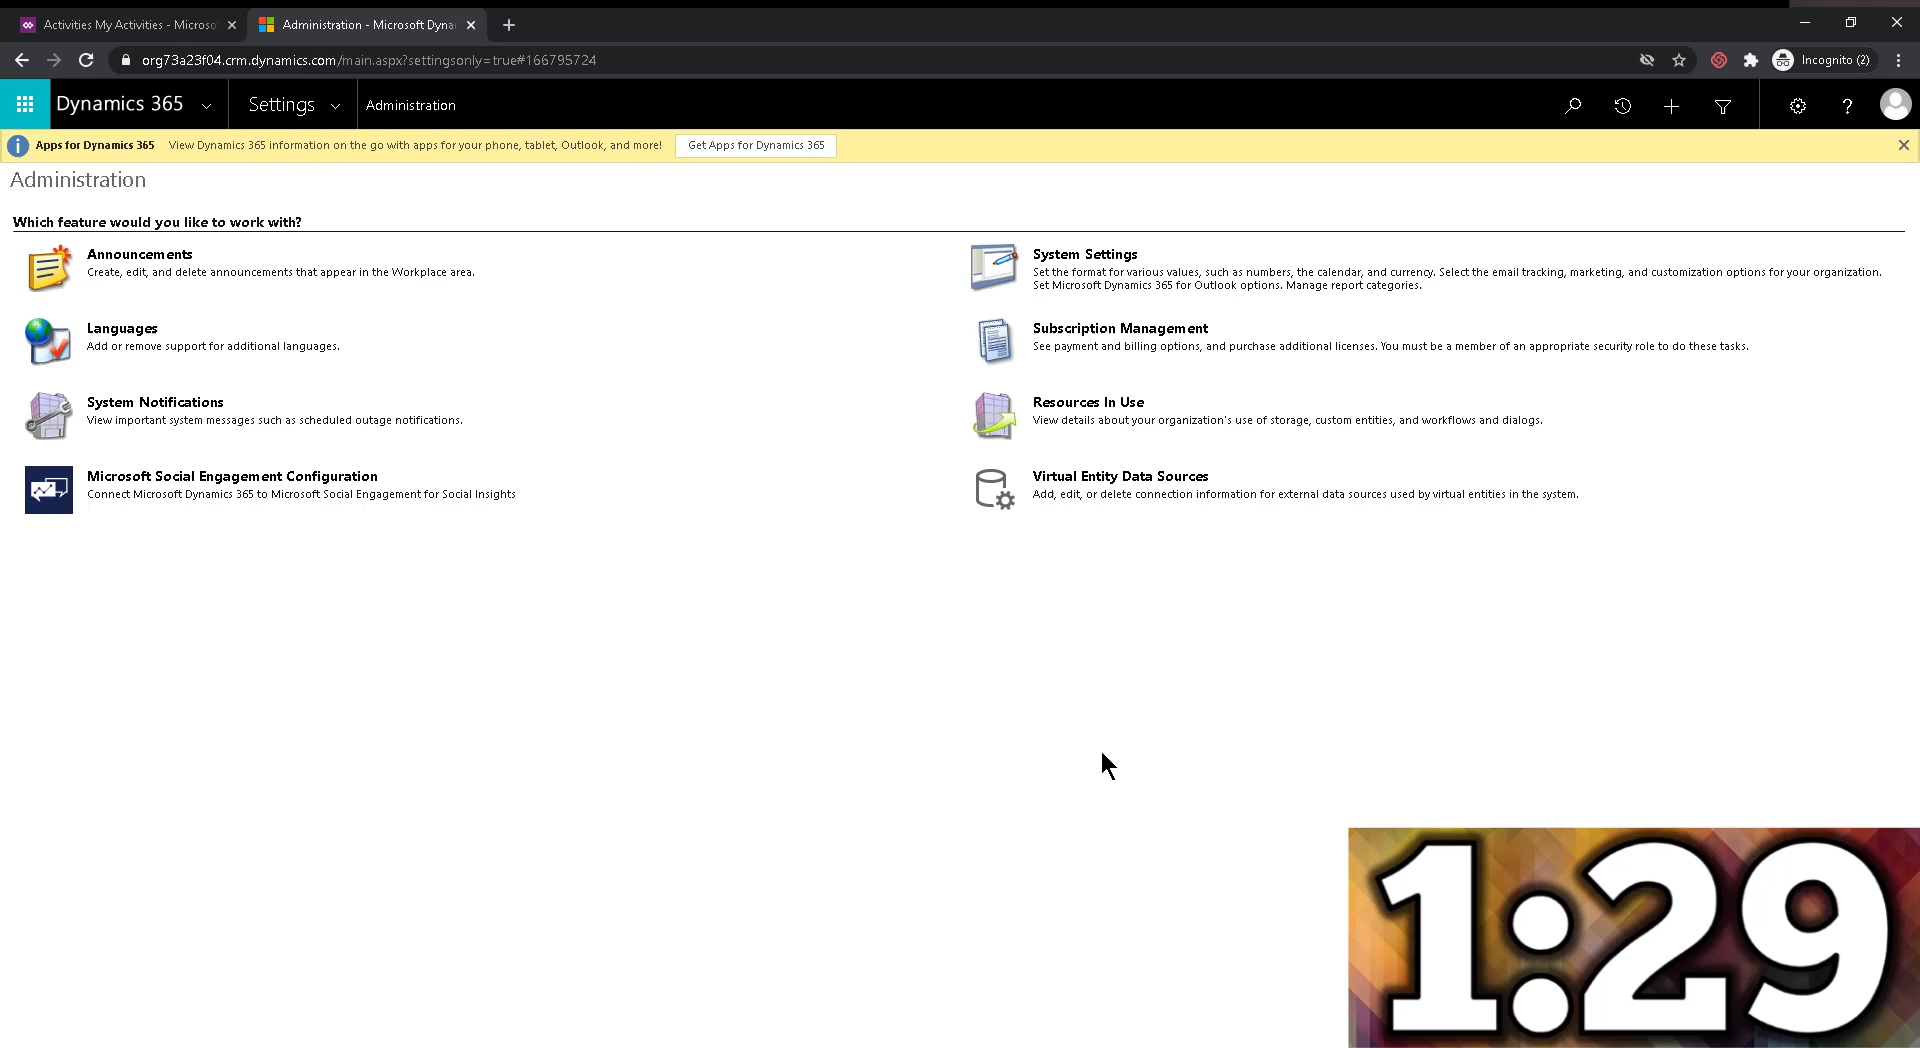 Activities My Activities - Microso
Administration - Microsoft Dyna
org73a23f04.crm.dynamics.com/main.aspx?settingsonly=true#166795724
Incognito (2)
Dynamics 365
Settings
Administration
Apps for Dynamics 365 View Dynamics 365 information on the go with apps for your phone, tablet, Outlook, and more! Get Apps for Dynamics 365
Administration
Which feature would you like to work with?
Announcements
Create, edit, and delete announcements that appear in the Workplace area.
System Settings
Set the format for various values, such as numbers, the calendar, and currency. Select the email tracking, marketing, and customization options for your organization.
Set Microsoft Dynamics 365 for Outlook options. Manage report categories.
Languages
Add or remove support for additional languages.
Subscription Management
See payment and billing options, and purchase additional licenses. You must be a member of an appropriate security role to do these tasks.
System Notifications
View important system messages such as scheduled outage notifications.
Resources In Use
View details about your organization's use of storage, custom entities, and workflows and dialogs.
Microsoft Social Engagement Configuration
Connect Microsoft Dynamics 365 to Microsoft Social Engagement for Social Insights
Virtual Entity Data Sources
Add, edit, or delete connection information for external data sources used by virtual entities in the system.
1:29